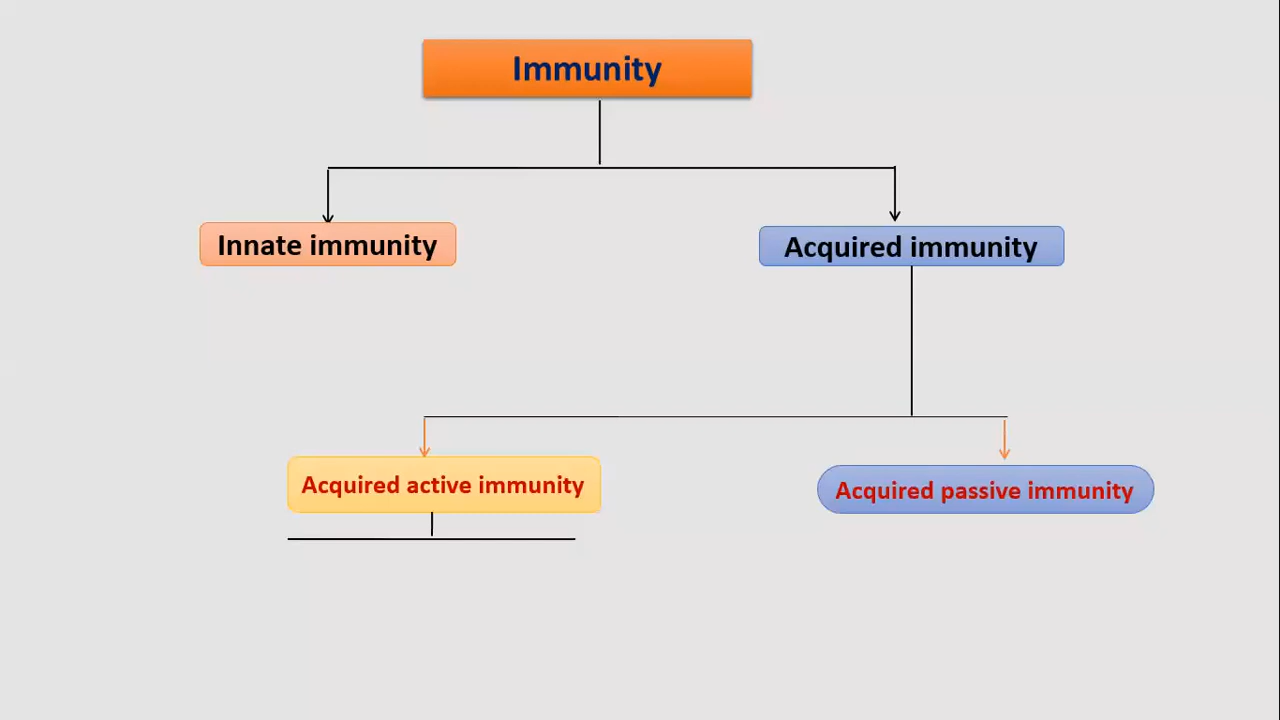 Immunity
Innate immunity
Acquired immunity
Acquired active immunity
Acquired passive immunity